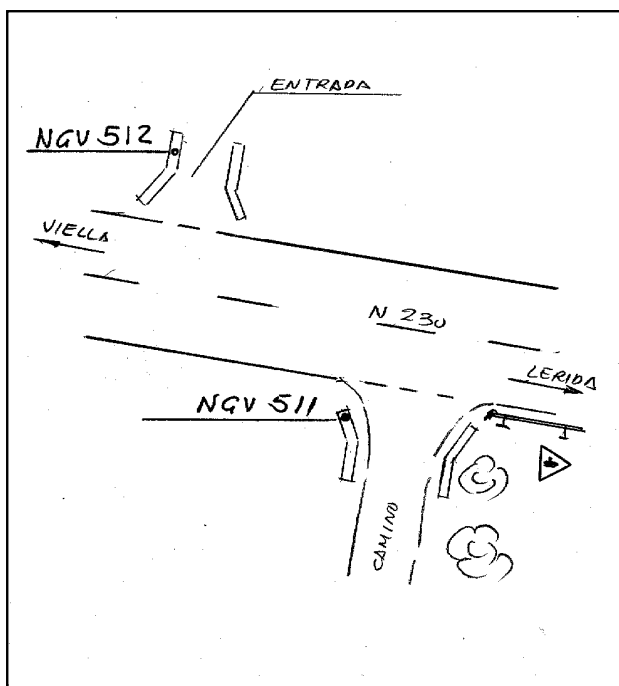 ENTRADA
NGV 512
VIELLA
N 230
LERIDA
NGV 511
CAMINO